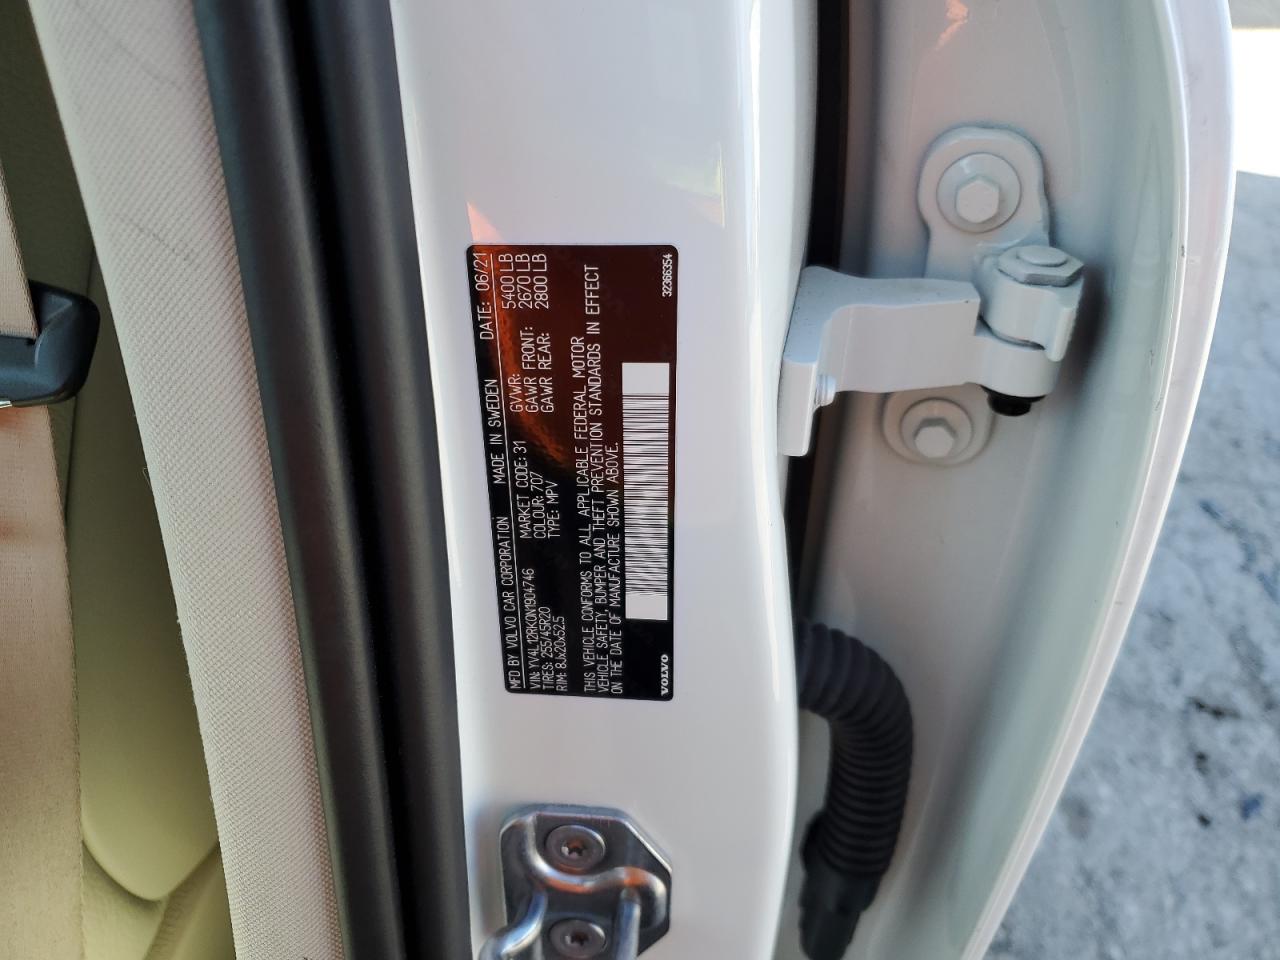 MFD BY VOLVO CAR CORPORATION MADE IN SWEDEN DATE: 06/21
VIN: YV4L12RK0N1904746 MARKET CODE: 31 GVWR: 5400 LB
TIRES: 255/45R20 COLOUR: 707 GAWR FRONT: 2670 LB
RIM: 8Jx20x52.5 TYPE: MPV GAWR REAR: 2800 LB
THIS VEHICLE CONFORMS TO ALL APPLICABLE FEDERAL MOTOR
VEHICLE SAFETY, BUMPER AND THEFT PREVENTION STANDARDS IN EFFECT
ON THE DATE OF MANUFACTURE SHOWN ABOVE.
VOLVO 32366354